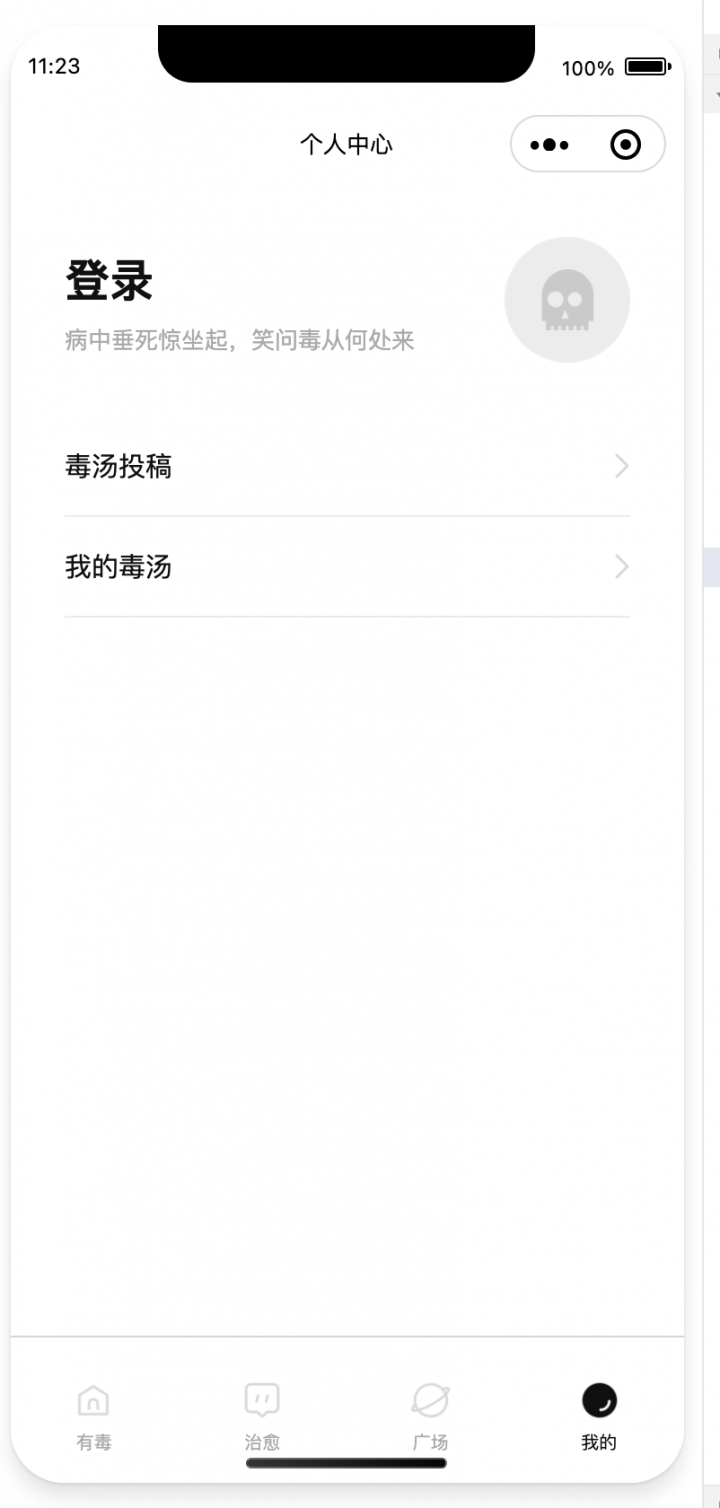 11:23
100%
个人中心
登录
病中垂死惊坐起，笑问毒从何处来
毒汤投稿
我的毒汤
有毒
治愈
广场
我的